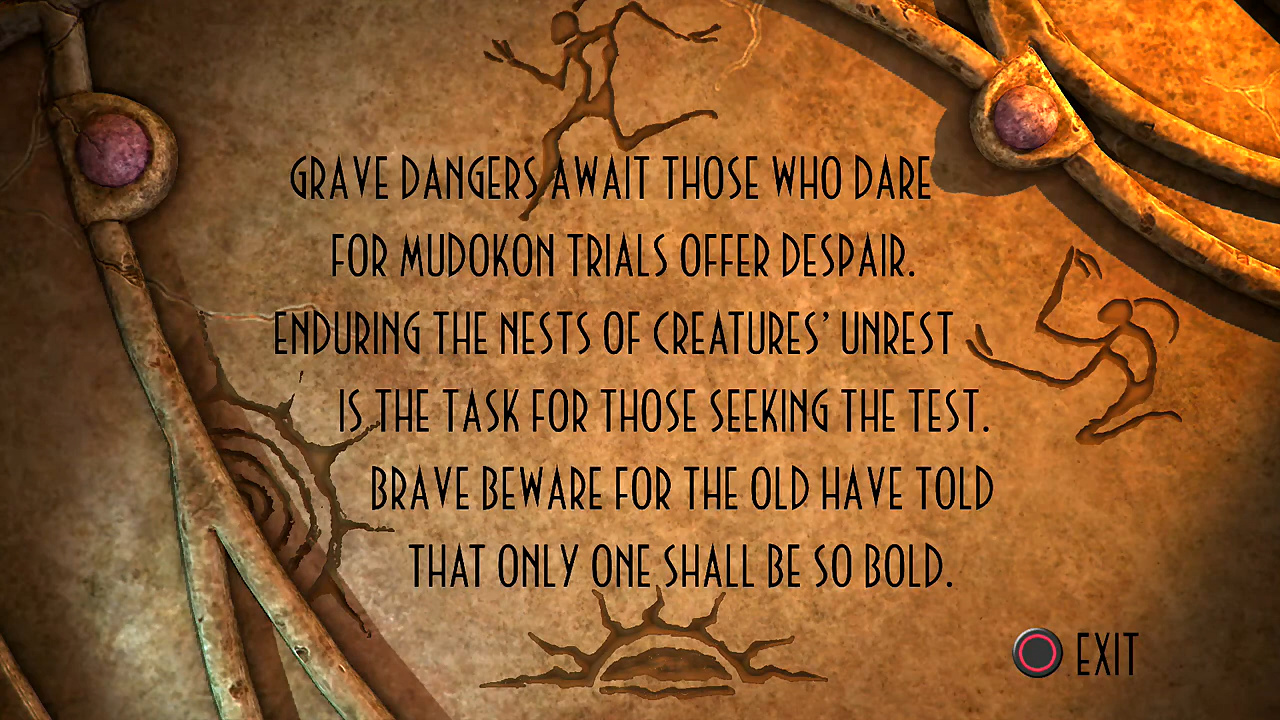 GRAVE DANGERS AWAIT THOSE WHO DARE
FOR MUDOKON TRIALS OFFER DESPAIR.
ENDURING THE NESTS OF CREATURES' UNREST
IS THE TASK FOR THOSE SEEKING THE TEST.
BRAVE BEWARE FOR THE OLD HAVE TOLD
THAT ONLY ONE SHALL BE SO BOLD.
EXIT